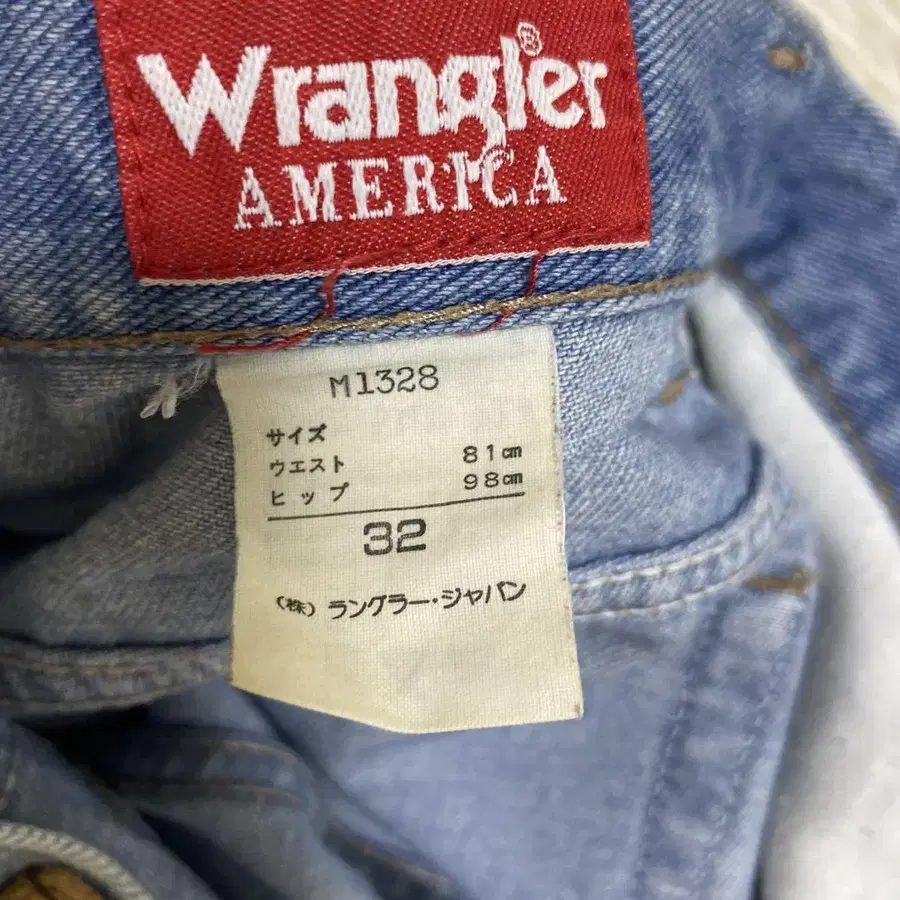 Wrangler®
AMERICA
M1328
サイズ
ウエスト 81㎝
ヒップ 98㎝
32
(株) ラングラー・ジャパン